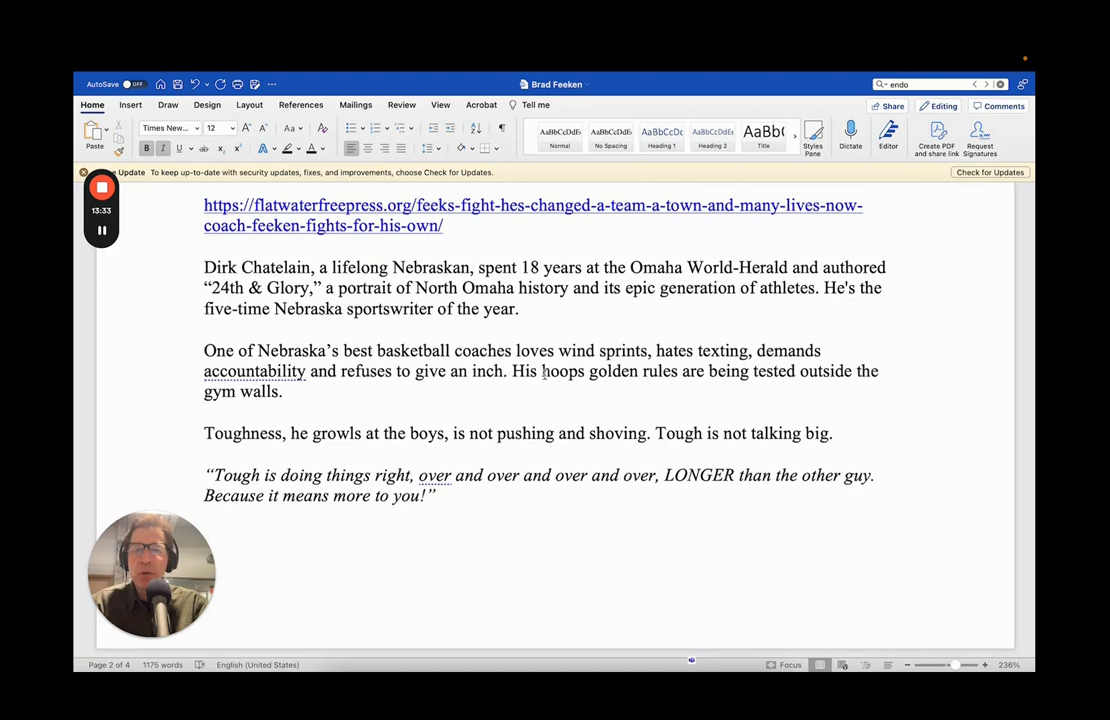 AutoSave OFF
Brad Feeken
endo
Home Insert Draw Design Layout References Mailings Review View Acrobat Tell me
Share Editing Comments
Paste
Times New... 12
AaBbCcDdE AaBbCcDdE AaBbCcDc AaBbCcDdE AaBb(
Normal No Spacing Heading 1 Heading 2 Title
Styles Pane
Dictate
Editor
Create PDF and share link
Request Signatures
Update To keep up-to-date with security updates, fixes, and improvements, choose Check for Updates.
Check for Updates
13:33
https://flatwaterfreepress.org/feeks-fight-hes-changed-a-team-a-town-and-many-lives-now-
coach-feeken-fights-for-his-own/
Dirk Chatelain, a lifelong Nebraskan, spent 18 years at the Omaha World-Herald and authored
“24th & Glory,” a portrait of North Omaha history and its epic generation of athletes. He's the
five-time Nebraska sportswriter of the year.
One of Nebraska’s best basketball coaches loves wind sprints, hates texting, demands
accountability and refuses to give an inch. His hoops golden rules are being tested outside the
gym walls.
Toughness, he growls at the boys, is not pushing and shoving. Tough is not talking big.
“Tough is doing things right, over and over and over and over, LONGER than the other guy.
Because it means more to you!”
Page 2 of 4 1175 words English (United States)
Focus
236%